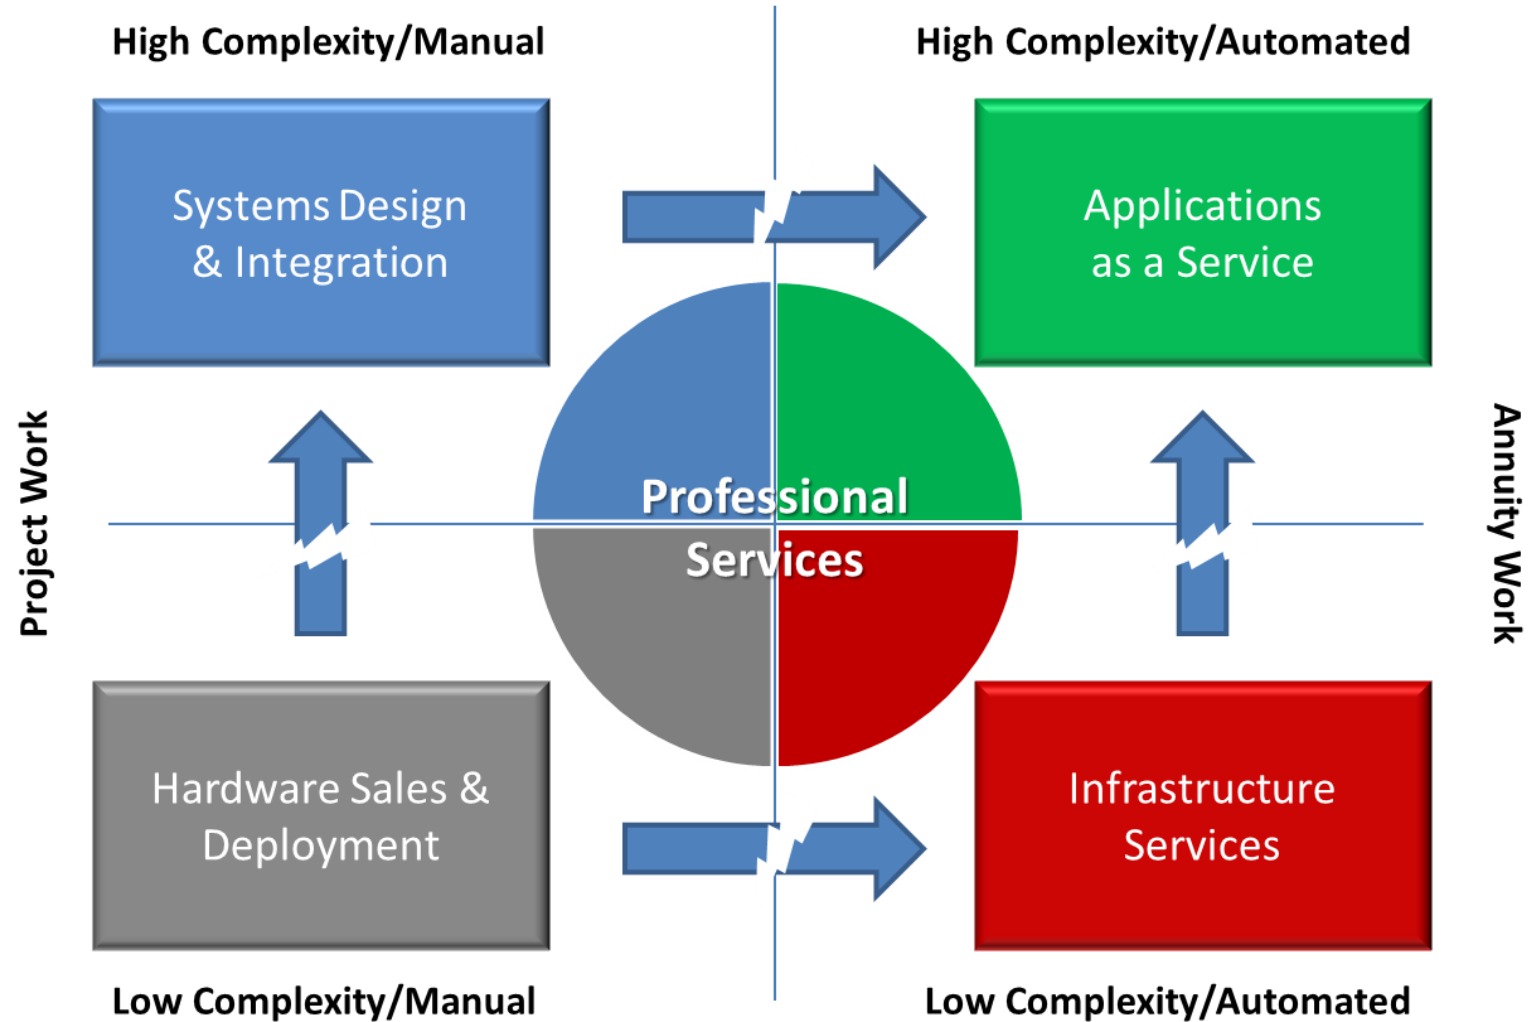 High Complexity/Manual
High Complexity/Automated
Systems Design
& Integration
Applications
as a Service
Project Work
Professional
Services
Annuity Work
Hardware Sales &
Deployment
Infrastructure
Services
Low Complexity/Manual
Low Complexity/Automated